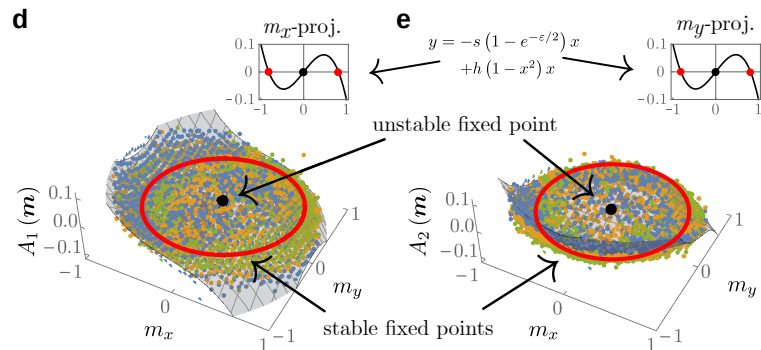 d
m_x-proj.
0.1
0
−0.1
−1
0
1
e
y = −s (1 − e^{−ε/2}) x
+h (1 − x²) x
m_y-proj.
0.1
0
−0.1
−1
0
1
unstable fixed point
A₁ (m)
0.1
0.0
−0.1
−1
0
1
m_x
−1
0
1
m_y
A₂ (m)
0.1
0.0
−0.1
−1
0
1
m_x
−1
0
1
m_y
stable fixed points